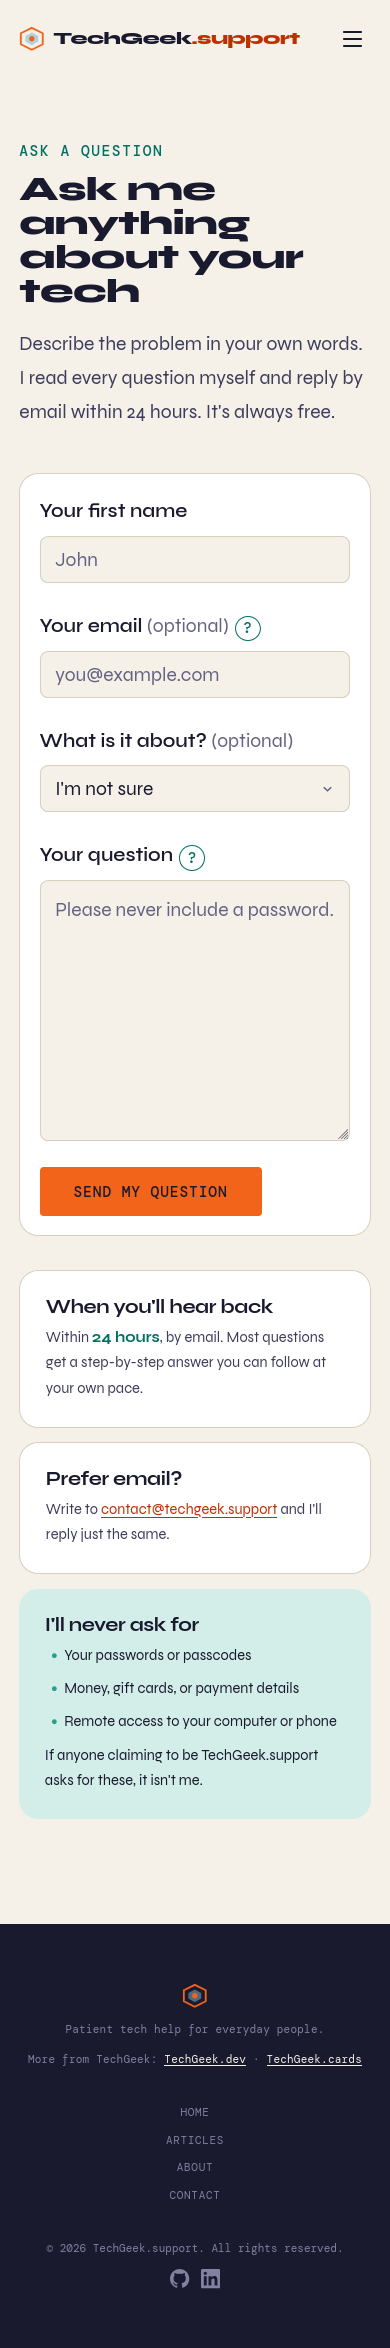 TechGeek.support
ASK A QUESTION
Ask me
anything
about your
tech
Describe the problem in your own words.
I read every question myself and reply by
email within 24 hours. It's always free.
Your first name
John
Your email (optional) ?
you@example.com
What is it about? (optional)
I'm not sure
Your question ?
Please never include a password.
SEND MY QUESTION
When you'll hear back
Within 24 hours, by email. Most questions
get a step-by-step answer you can follow at
your own pace.
Prefer email?
Write to contact@techgeek.support and I'll
reply just the same.
I'll never ask for
• Your passwords or passcodes
• Money, gift cards, or payment details
• Remote access to your computer or phone
If anyone claiming to be TechGeek.support
asks for these, it isn't me.
Patient tech help for everyday people.
More from TechGeek: TechGeek.dev · TechGeek.cards
HOME
ARTICLES
ABOUT
CONTACT
© 2026 TechGeek.support. All rights reserved.
in